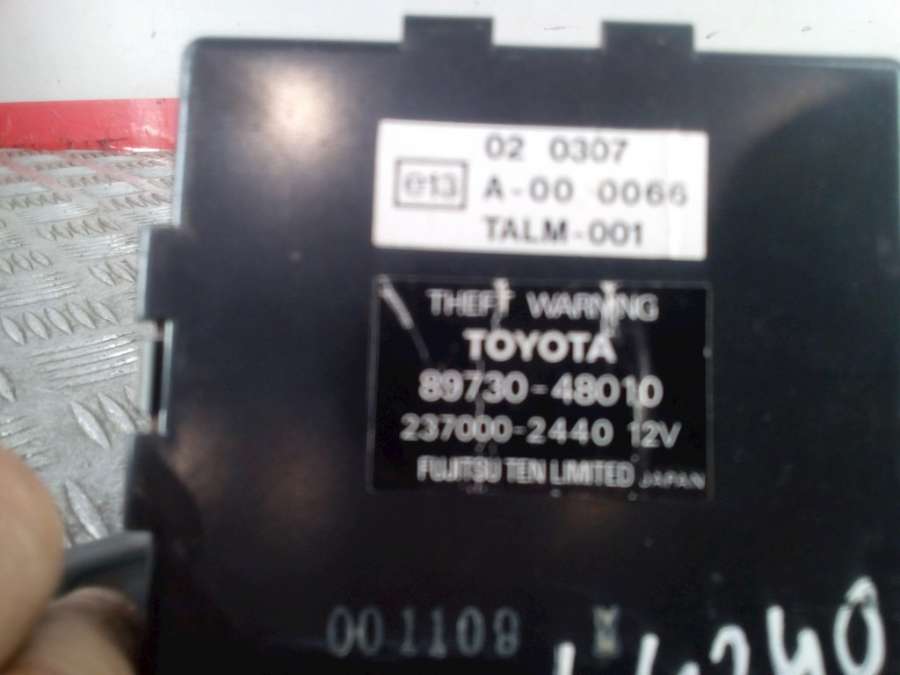 02 0307
e13 A-00 0066
TALM-001
THEFT WARNING
TOYOTA
89730-48010
237000-2440 12V
FUJITSU TEN LIMITED JAPAN
001109